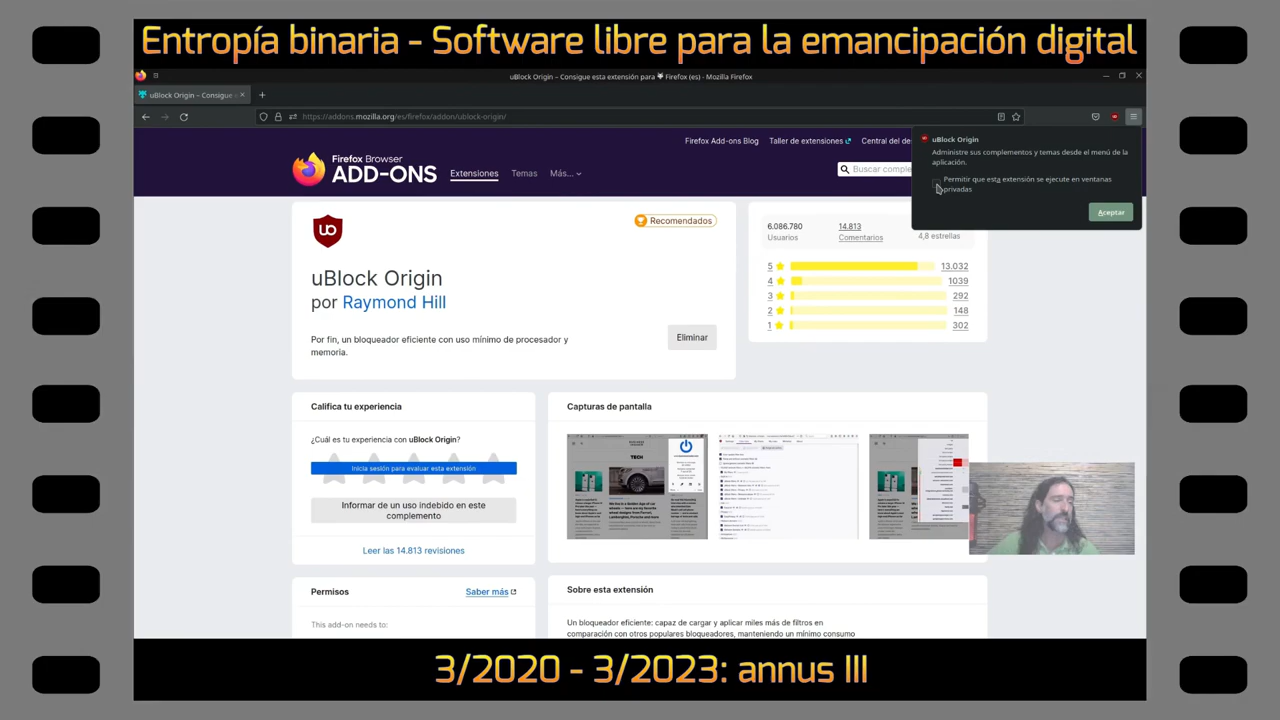 Entropía binaria - Software libre para la emancipación digital
uBlock Origin – Consigue esta extensión para Firefox (es) - Mozilla Firefox
uBlock Origin – Consigue
https://addons.mozilla.org/es/firefox/addon/ublock-origin/
Firefox Add-ons Blog
Taller de extensiones
Central del de
Firefox Browser
ADD-ONS
Extensiones
Temas
Más...
Buscar comple
uBlock Origin
Administre sus complementos y temas desde el menú de la
aplicación.
Permitir que esta extensión se ejecute en ventanas
privadas
Aceptar
UO
Recomendados
uBlock Origin
por Raymond Hill
Por fin, un bloqueador eficiente con uso mínimo de procesador y
memoria.
Eliminar
6.086.780
Usuarios
14.813
Comentarios
4,8 estrellas
5 13.032
4 1039
3 292
2 148
1 302
Califica tu experiencia
¿Cuál es tu experiencia con uBlock Origin?
Inicia sesión para evaluar esta extensión
Informar de un uso indebido en este
complemento
Leer las 14.813 revisiones
Capturas de pantalla
TECH
Permisos
Saber más
This add-on needs to:
Sobre esta extensión
Un bloqueador eficiente: capaz de cargar y aplicar miles más de filtros en
comparación con otros populares bloqueadores, manteniendo un mínimo consumo
3/2020 - 3/2023: annus III